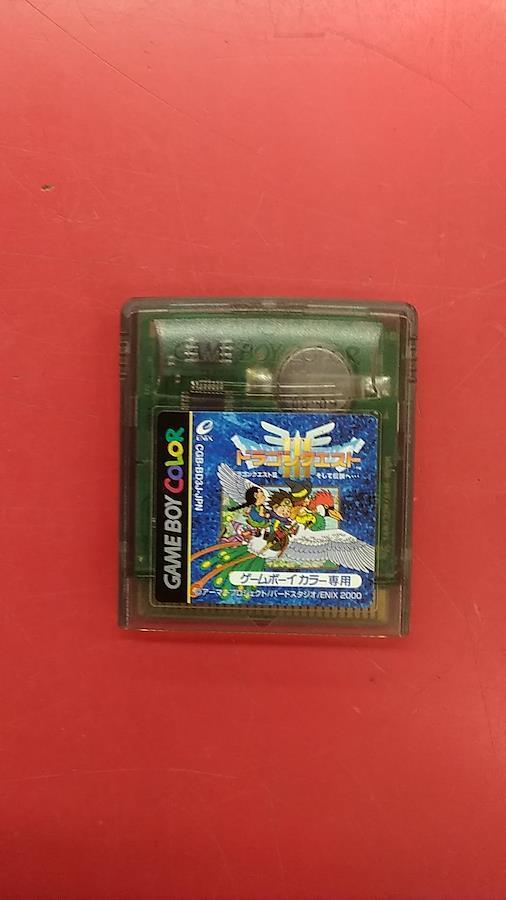 GAME BOY COLOR
GAME BOY COLOR
CGB-BD3J-JPN
ENIX
III
ドラゴンクエスト
ドラゴンクエストIII そして伝説へ…
ゲームボーイカラー専用
©アーマープロジェクト/バードスタジオ/ENIX 2000